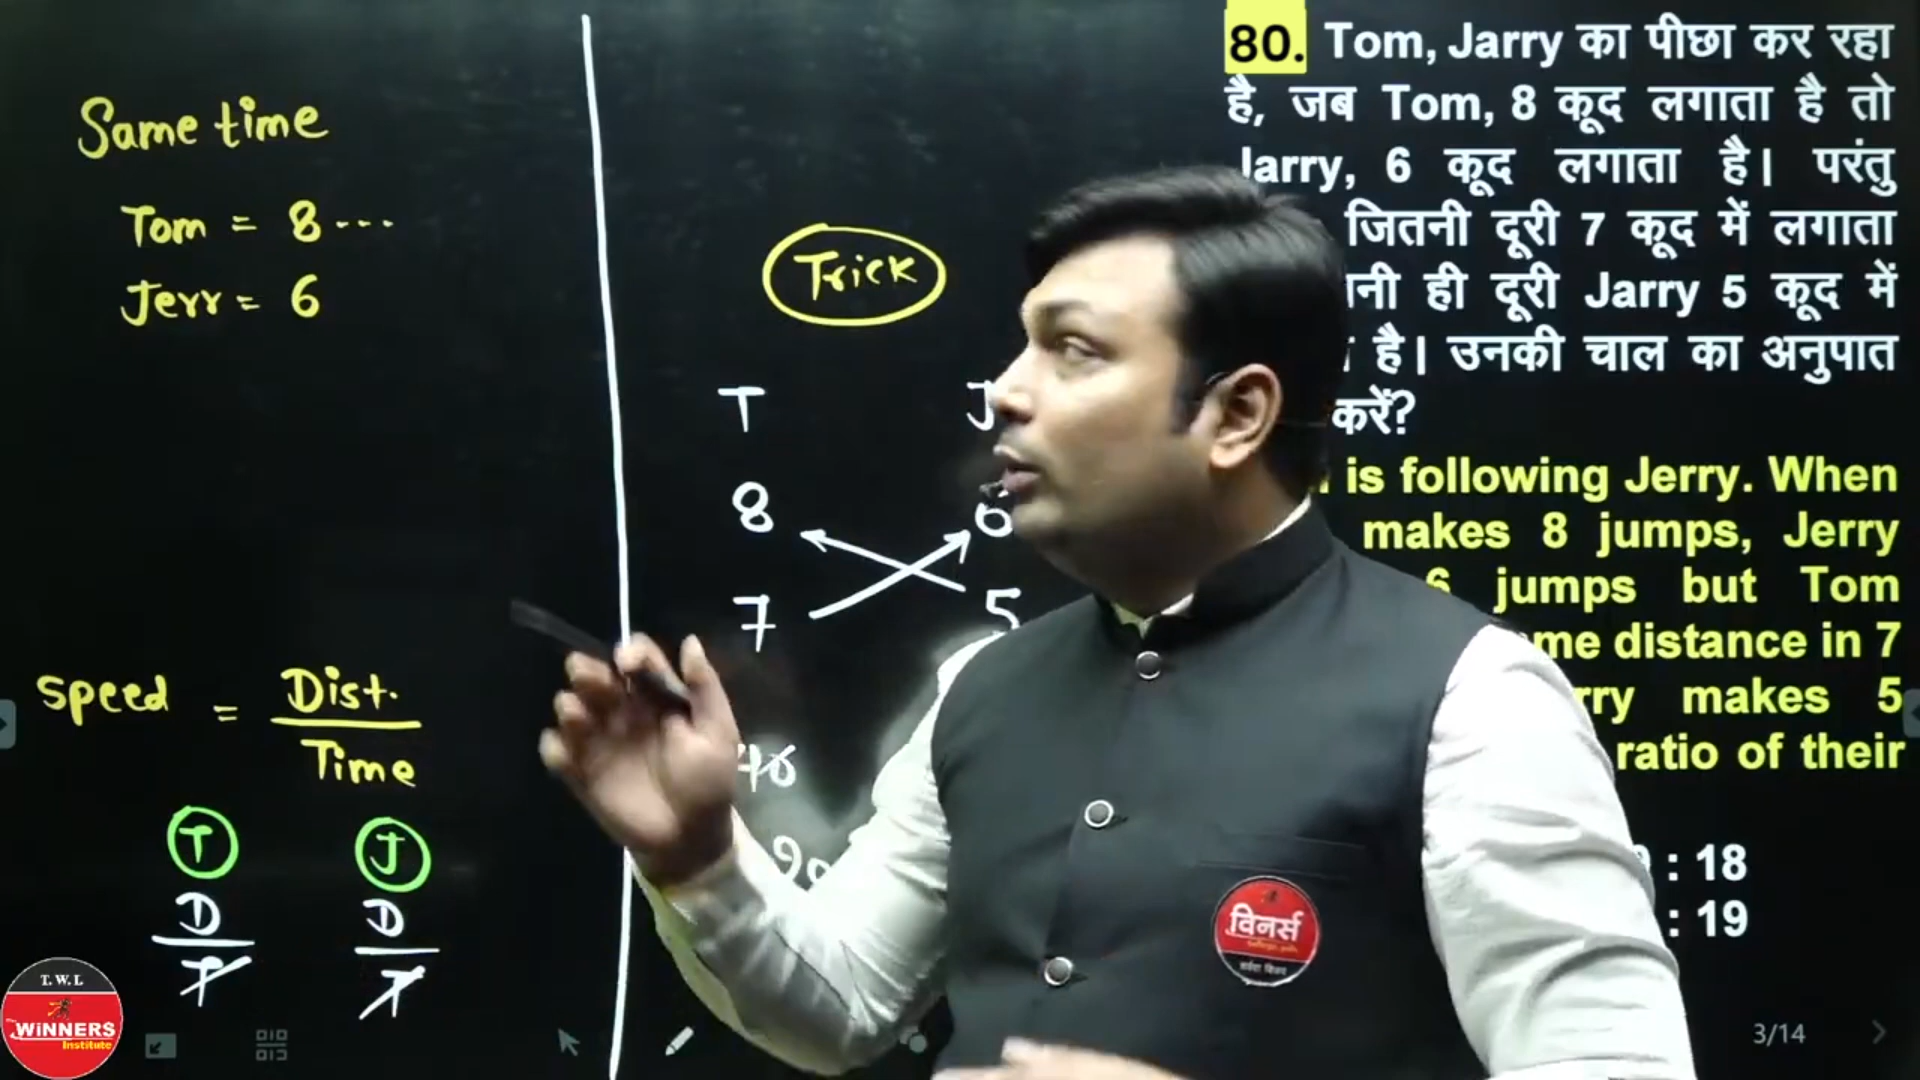 Same time
Tom = 8 ---
Jerr = 6
Speed = Dist.
Time
T J
D D
T T
Trick
T J
8 6
7 5
80. Tom, Jarry का पीछा कर रहा
है, जब Tom, 8 कूद लगाता है तो
Jarry, 6 कूद लगाता है। परंतु
जितनी दूरी 7 कूद में लगाता
ही दूरी Jarry 5 कूद में
है। उनकी चाल का अनुपात
करें?
is following Jerry. When
makes 8 jumps, Jerry
6 jumps but Tom
distance in 7
makes 5
ratio of their
: 18
: 19
विनर्स
T.W.L
WiNNERS
Institute
3/14